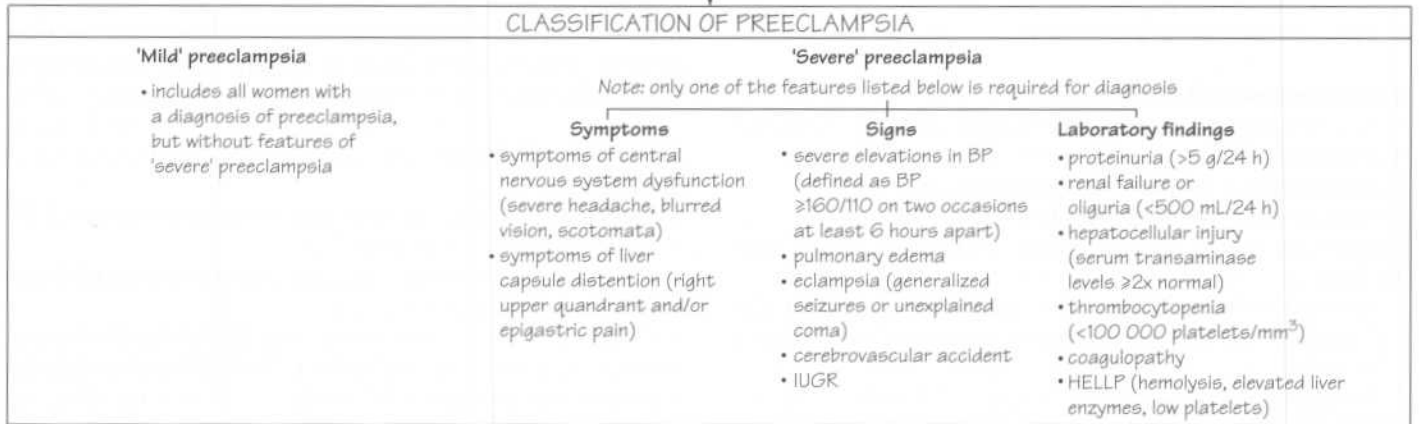 CLASSIFICATION OF PREECLAMPSIA
'Mild' preeclampsia
• includes all women with
a diagnosis of preeclampsia,
but without features of
'severe' preeclampsia
'Severe' preeclampsia
Note: only one of the features listed below is required for diagnosis
Symptoms
• symptoms of central
nervous system dysfunction
(severe headache, blurred
vision, scotomata)
• symptoms of liver
capsule distention (right
upper quandrant and/or
epigastric pain)
Signs
• severe elevations in BP
(defined as BP
≥160/110 on two occasions
at least 6 hours apart)
• pulmonary edema
• eclampsia (generalized
seizures or unexplained
coma)
• cerebrovascular accident
• IUGR
Laboratory findings
• proteinuria (>5 g/24 h)
• renal failure or
oliguria (<500 mL/24 h)
• hepatocellular injury
(serum transaminase
levels ≥2x normal)
• thrombocytopenia
(<100 000 platelets/mm³)
• coagulopathy
• HELLP (hemolysis, elevated liver
enzymes, low platelets)